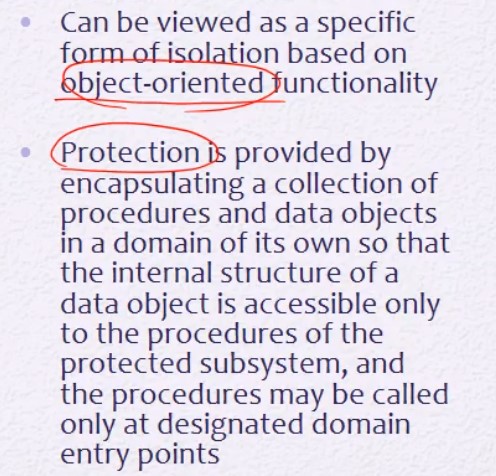 • Can be viewed as a specific
form of isolation based on
object-oriented functionality
• Protection is provided by
encapsulating a collection of
procedures and data objects
in a domain of its own so that
the internal structure of a
data object is accessible only
to the procedures of the
protected subsystem, and
the procedures may be called
only at designated domain
entry points